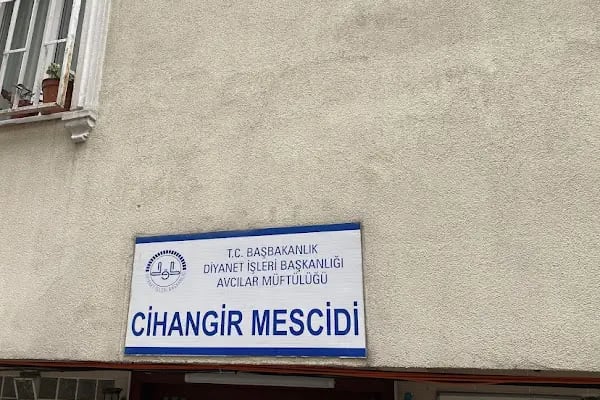 T.C. BAŞBAKANLIK
DİYANET İŞLERİ BAŞKANLIĞI
AVCILAR MÜFTÜLÜĞÜ
CİHANGİR MESCİDİ